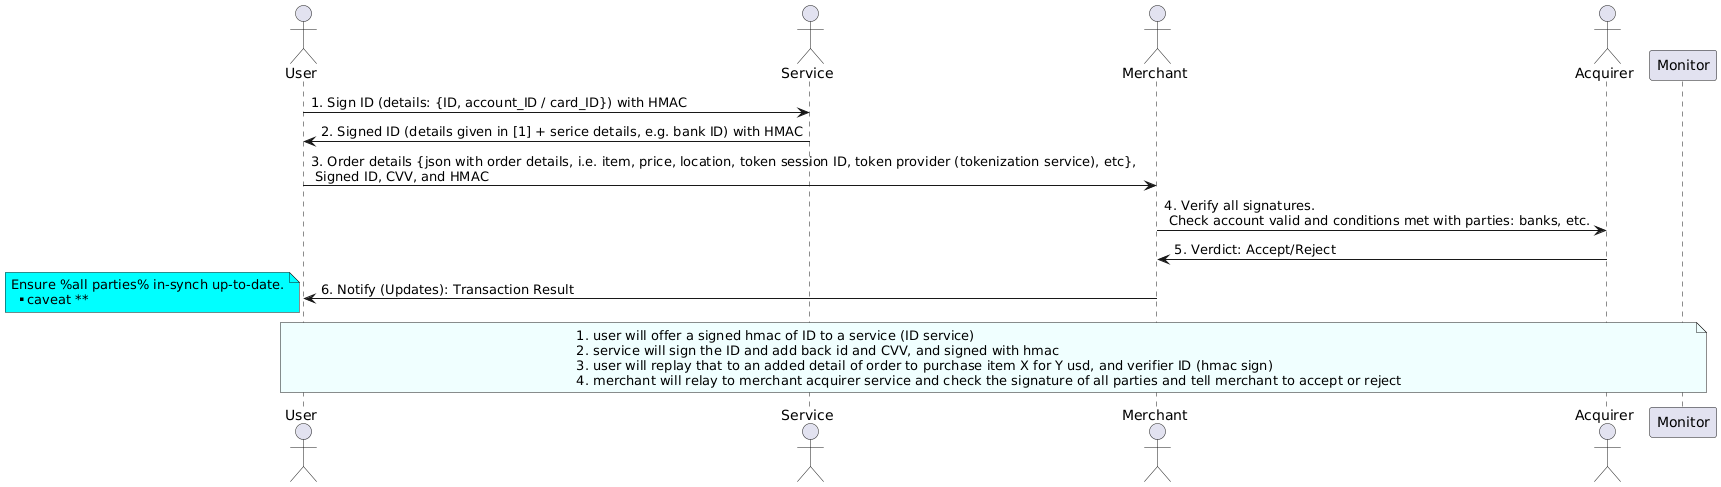 User
Service
Merchant
Acquirer
Monitor
1. Sign ID (details: {ID, account_ID / card_ID}) with HMAC
2. Signed ID (details given in [1] + serice details, e.g. bank ID) with HMAC
3. Order details {json with order details, i.e. item, price, location, token session ID, token provider (tokenization service), etc},
Signed ID, CVV, and HMAC
4. Verify all signatures.
Check account valid and conditions met with parties: banks, etc.
5. Verdict: Accept/Reject
Ensure %all parties% in-synch up-to-date.
▪ caveat **
6. Notify (Updates): Transaction Result
1. user will offer a signed hmac of ID to a service (ID service)
2. service will sign the ID and add back id and CVV, and signed with hmac
3. user will replay that to an added detail of order to purchase item X for Y usd, and verifier ID (hmac sign)
4. merchant will relay to merchant acquirer service and check the signature of all parties and tell merchant to accept or reject
User
Service
Merchant
Acquirer
Monitor